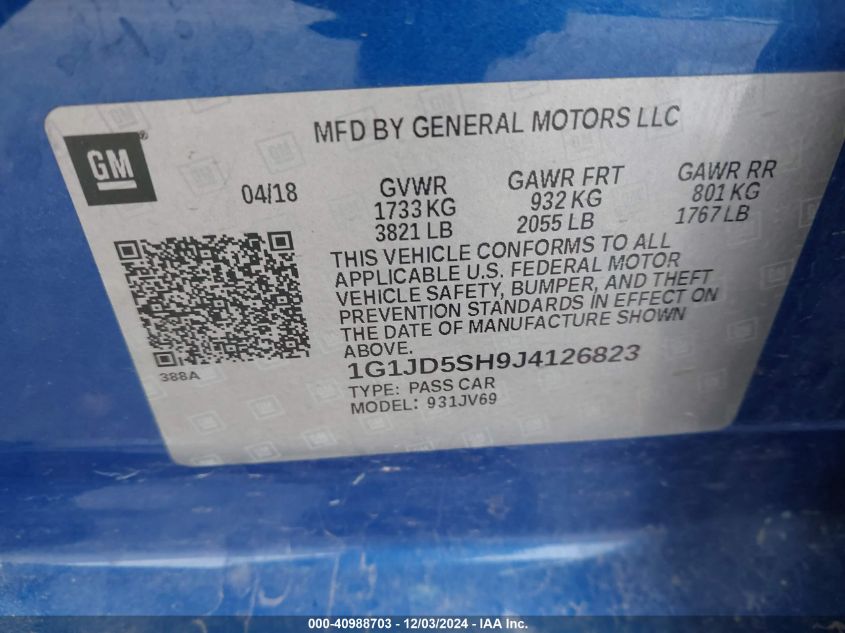 GM
®
MFD BY GENERAL MOTORS LLC
04/18
GVWR
1733 KG
3821 LB
GAWR FRT
932 KG
2055 LB
GAWR RR
801 KG
1767 LB
THIS VEHICLE CONFORMS TO ALL
APPLICABLE U.S. FEDERAL MOTOR
VEHICLE SAFETY, BUMPER, AND THEFT
PREVENTION STANDARDS IN EFFECT ON
THE DATE OF MANUFACTURE SHOWN
ABOVE.
388A
1G1JD5SH9J4126823
TYPE: PASS CAR
MODEL: 931JV69
000-40988703 - 12/03/2024 - IAA Inc.